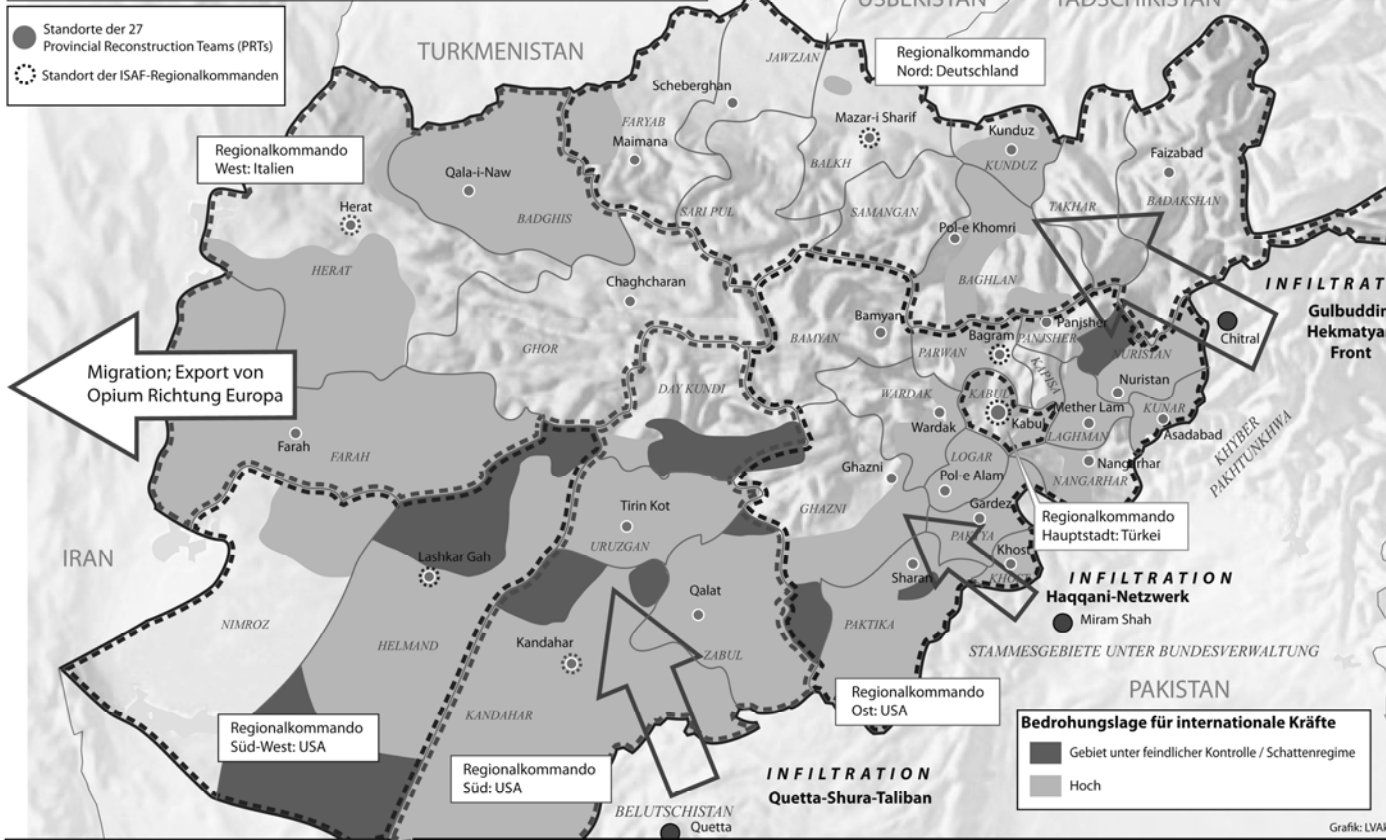 USBEKISTAN
TADSCHIKISTAN
Standorte der 27
Provincial Reconstruction Teams (PRTs)
Standort der ISAF-Regionalkommanden
TURKMENISTAN
JAWZJAN
Regionalkommando
Nord: Deutschland
Scheberghan
FARYAB
Maimana
Mazar-i Sharif
Kunduz
KUNDUZ
Regionalkommando
West: Italien
BALKH
Faizabad
Qala-i-Naw
BADGHIS
SARI PUL
SAMANGAN
TAKHAR
BADAKSHAN
Herat
Pol-e Khomri
HERAT
Chaghcharan
BAGHLAN
INFILTRAT
Gulbuddin
Hekmatyar
Front
Bamyan
BAMYAN
Bagram
Panjsher
PANJSHER
Chitral
GHOR
PARWAN
NURISTAN
KAPISA
Migration; Export von
Opium Richtung Europa
DAY KUNDI
WARDAK
KABUL
Nuristan
Wardak
Kabul
Mether Lam
KUNAR
LAGHMAN
Asadabad
KHYBER
PAKHTUNKHWA
Farah
FARAH
LOGAR
Ghazni
Pol-e Alam
Nangarhar
NANGARHAR
Tirin Kot
GHAZNI
Gardez
Regionalkommando
Hauptstadt: Türkei
URUZGAN
PAKTYA
IRAN
Lashkar Gah
Khost
KHOST
Sharan
INFILTRATION
Haqqani-Netzwerk
Qalat
Miram Shah
NIMROZ
PAKTIKA
HELMAND
Kandahar
ZABUL
STAMMESGEBIETE UNTER BUNDESVERWALTUNG
PAKISTAN
Regionalkommando
Ost: USA
KANDAHAR
Regionalkommando
Süd-West: USA
Bedrohungslage für internationale Kräfte
Gebiet unter feindlicher Kontrolle / Schattenregime
Hoch
Regionalkommando
Süd: USA
INFILTRATION
Quetta-Shura-Taliban
BELUTSCHISTAN
Quetta
Grafik: LVAk